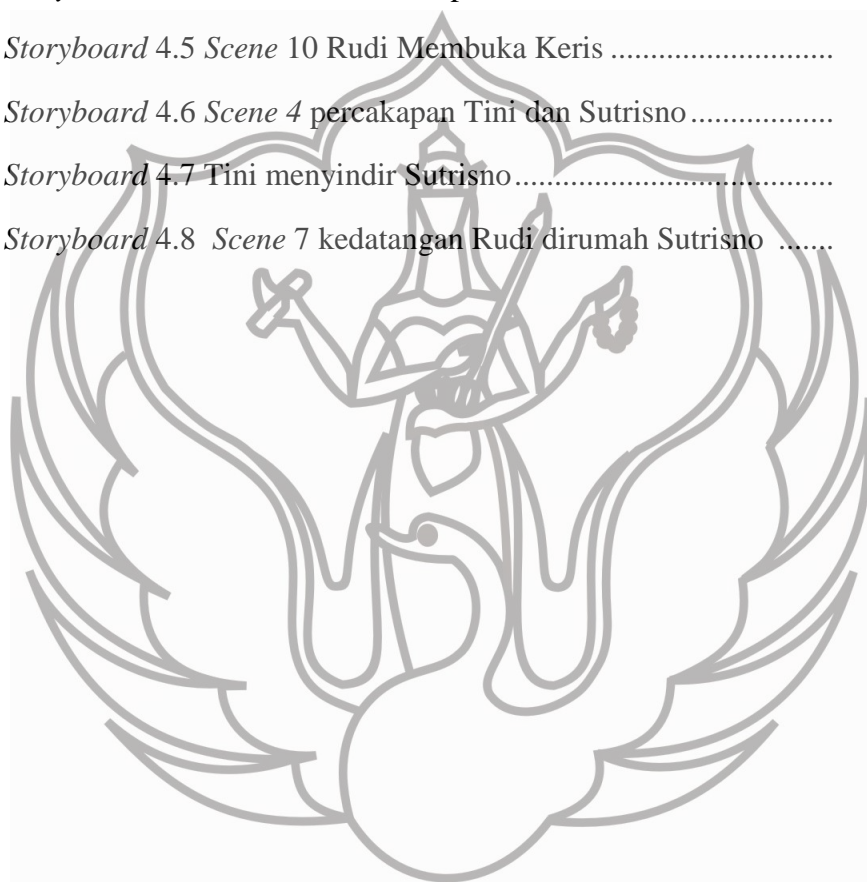 Storyboard 4.5 Scene 10 Rudi Membuka Keris ............................
Storyboard 4.6 Scene 4 percakapan Tini dan Sutrisno ..................
Storyboard 4.7 Tini menyindir Sutrisno ........................................
Storyboard 4.8 Scene 7 kedatangan Rudi dirumah Sutrisno .......